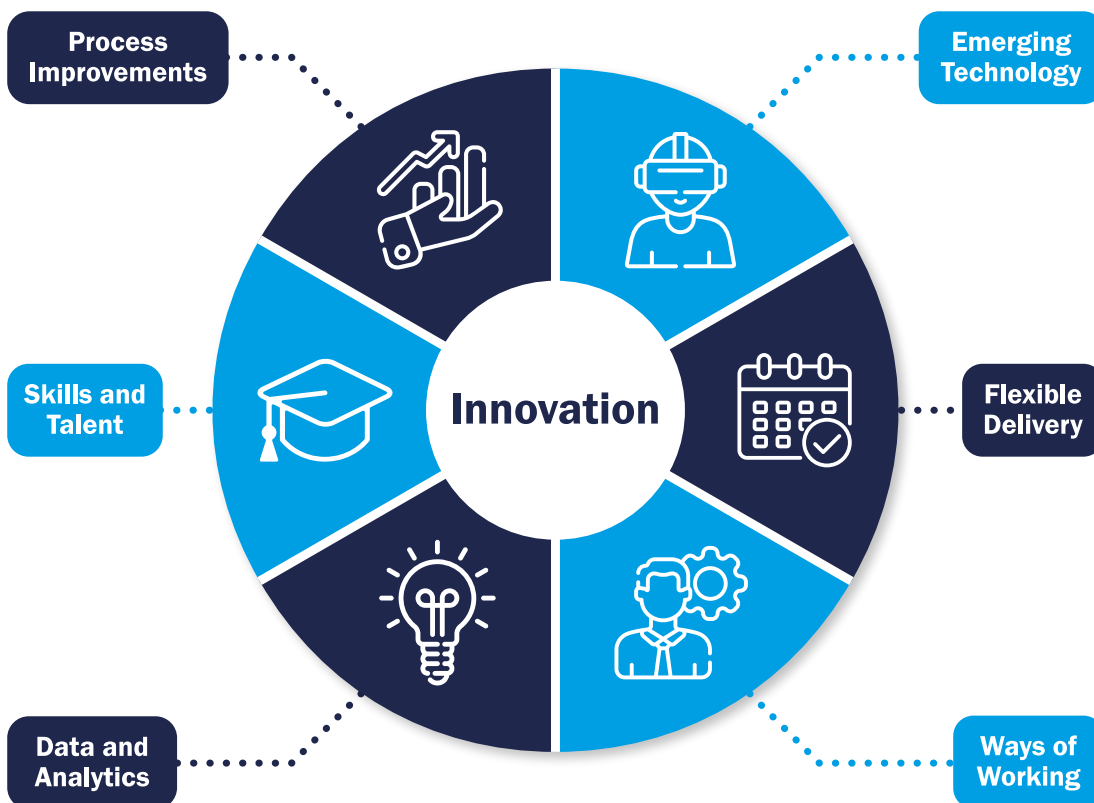 Process
Improvements
Emerging
Technology
Skills and
Talent
Innovation
Flexible
Delivery
Data and
Analytics
Ways of
Working